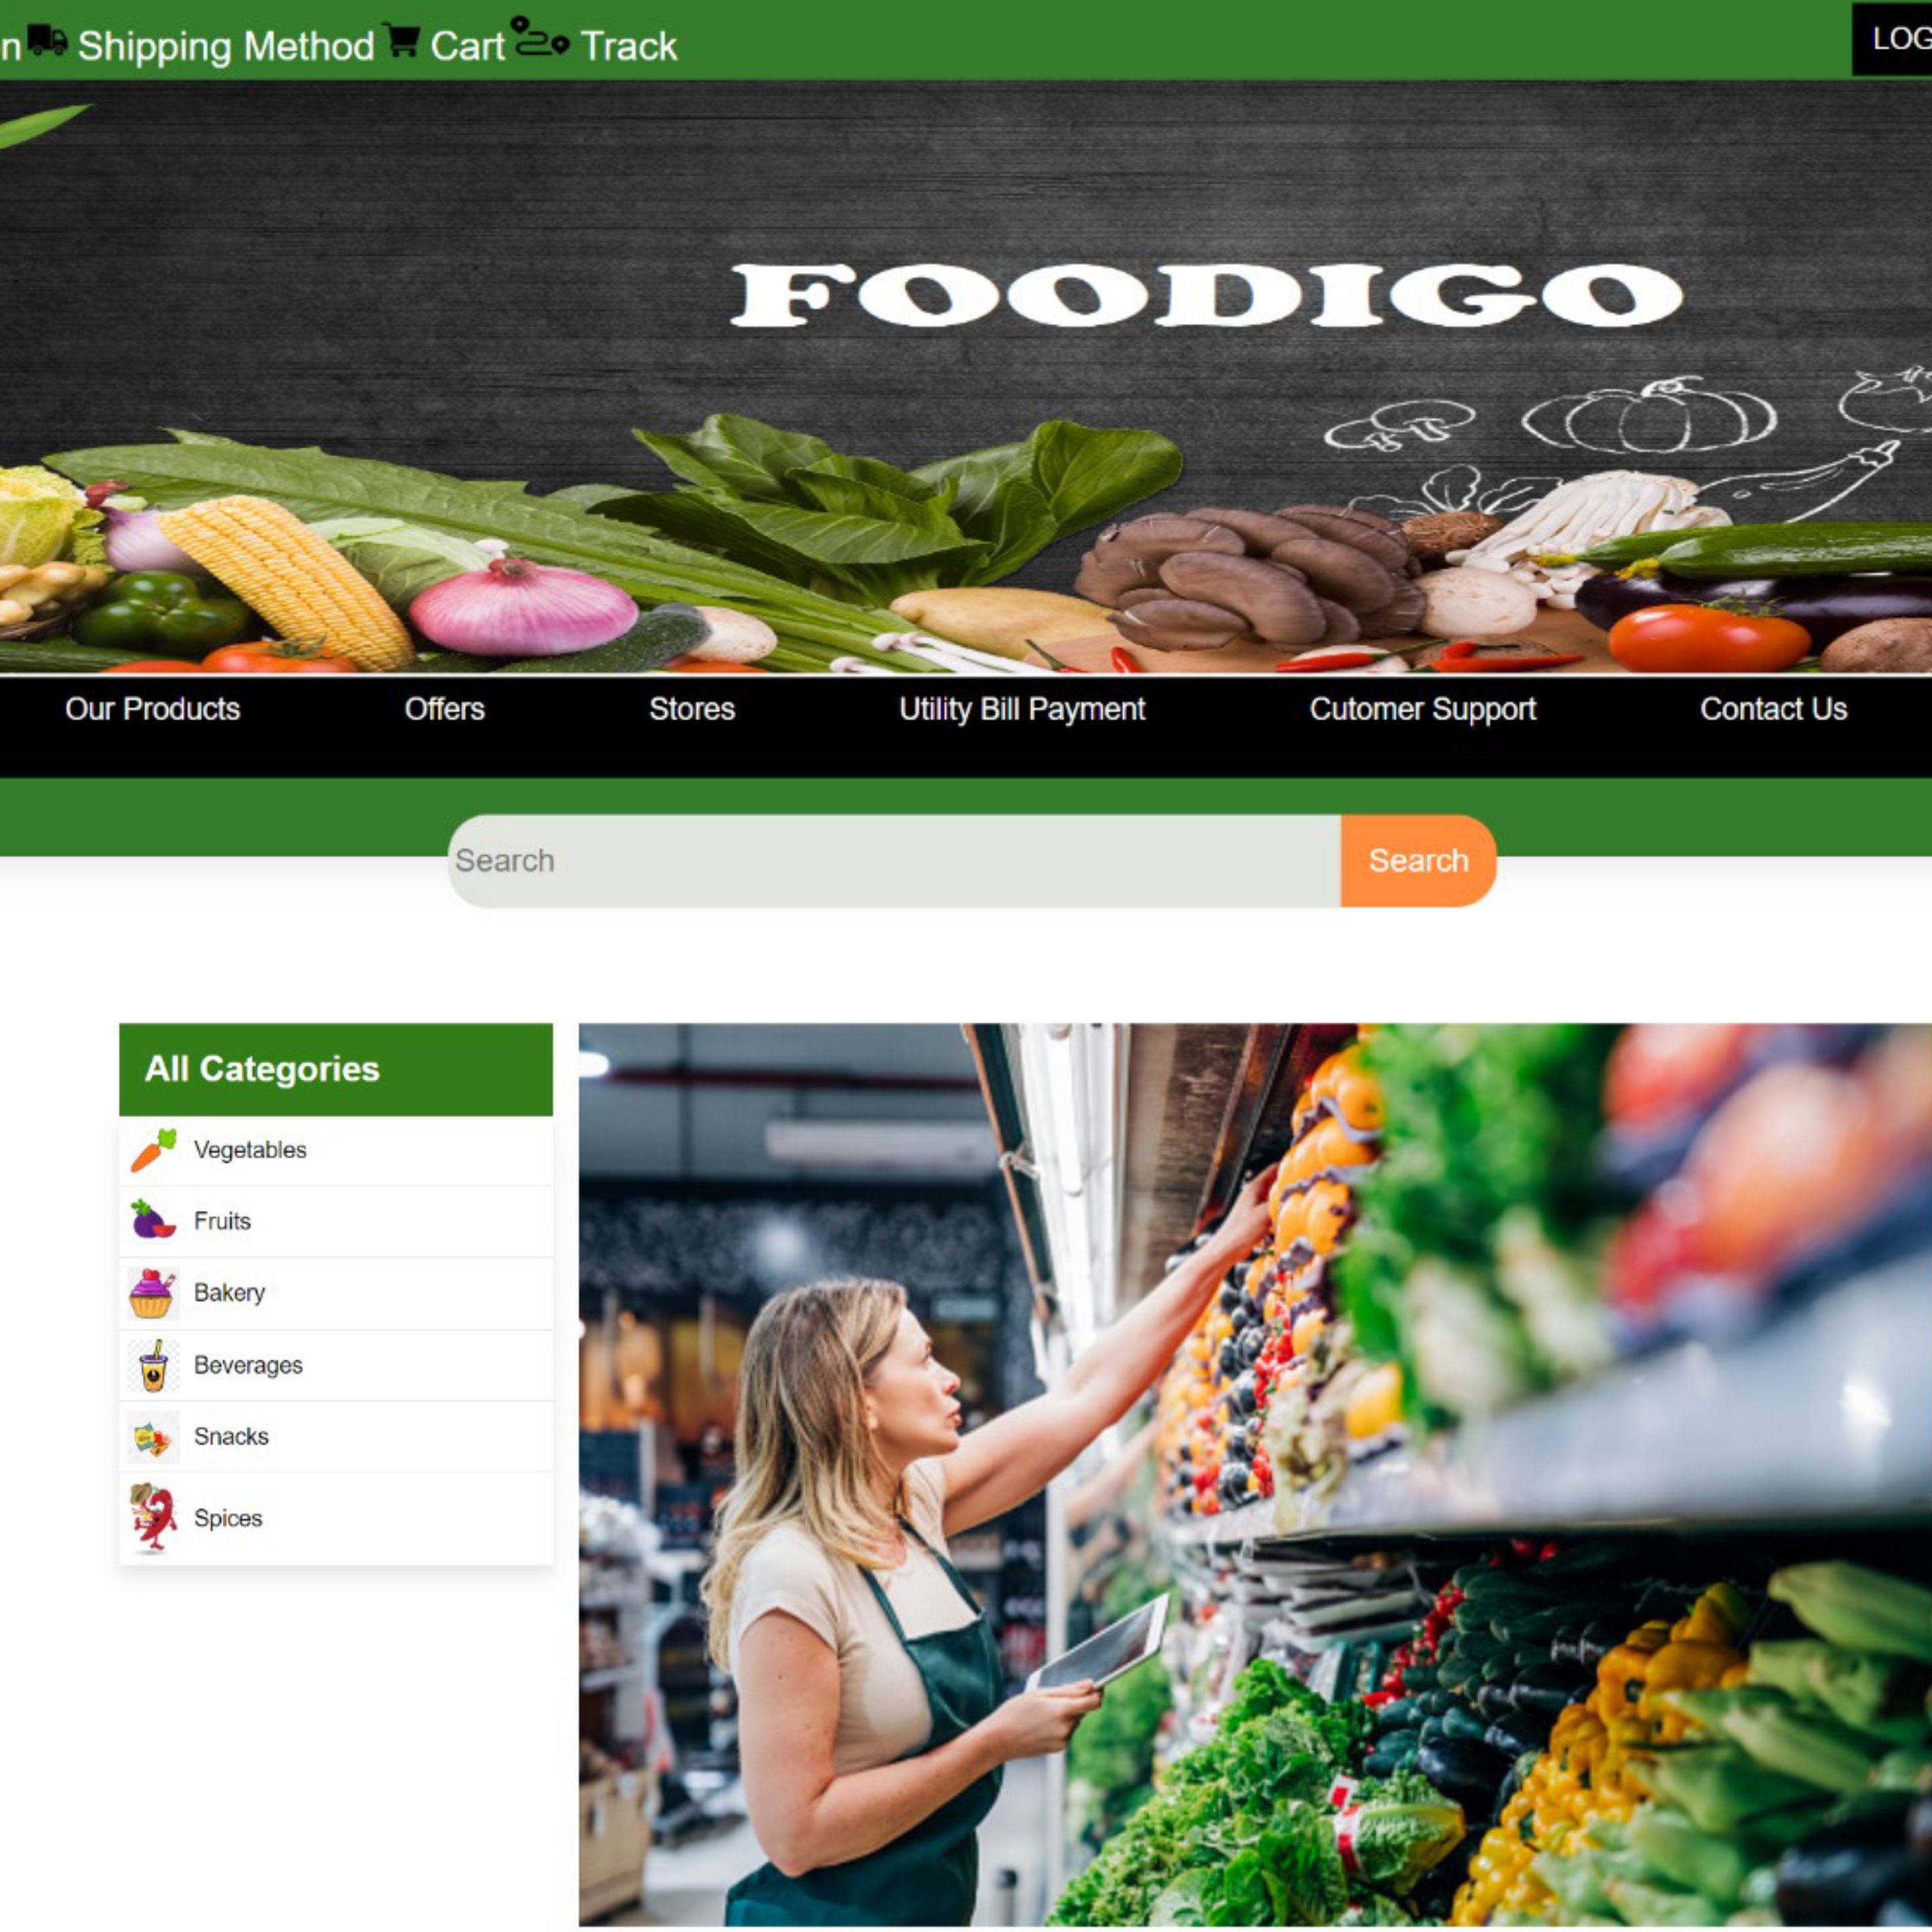 n Shipping Method Cart Track LOG
FOODIGO
Our Products Offers Stores Utility Bill Payment Cutomer Support Contact Us
Search Search
All Categories
Vegetables
Fruits
Bakery
Beverages
Snacks
Spices